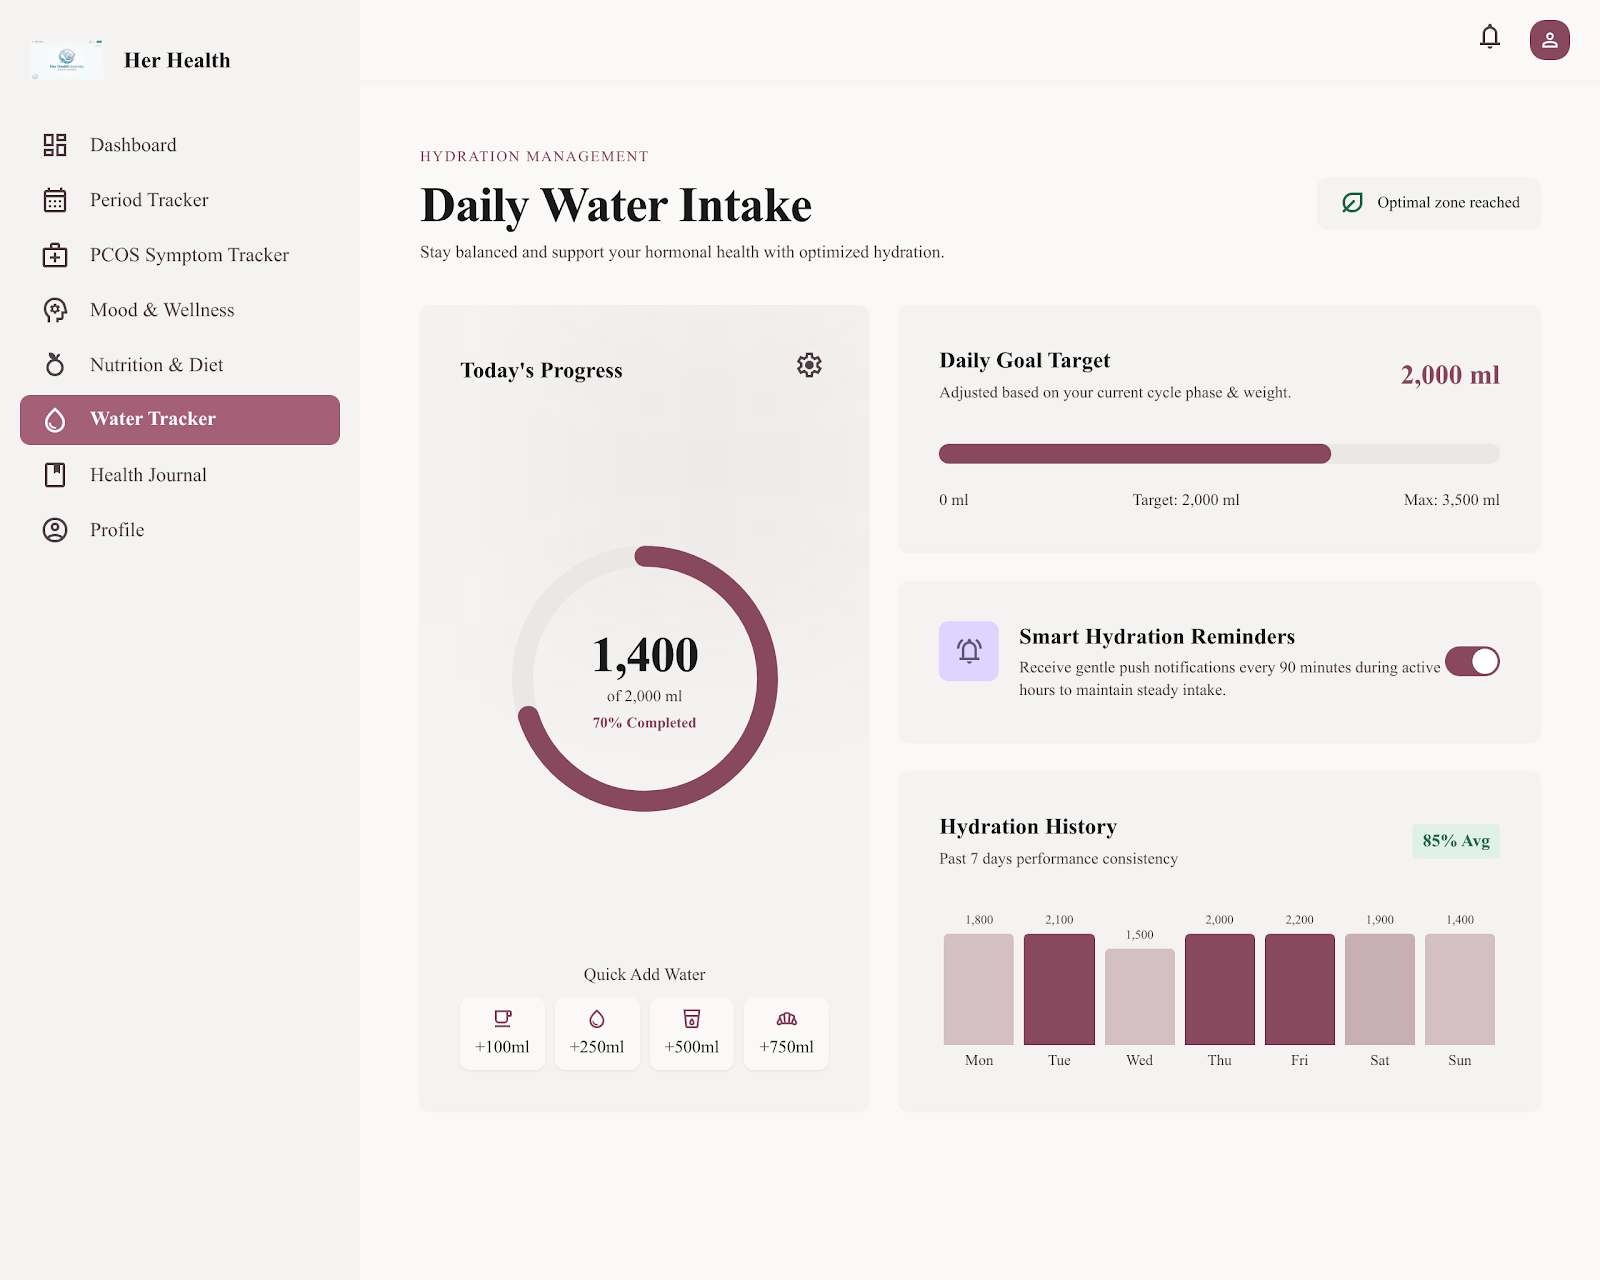 Her Health
Dashboard
Period Tracker
PCOS Symptom Tracker
Mood & Wellness
Nutrition & Diet
Water Tracker
Health Journal
Profile
HYDRATION MANAGEMENT
Daily Water Intake
Stay balanced and support your hormonal health with optimized hydration.
Optimal zone reached
Today's Progress
1,400
of 2,000 ml
70% Completed
Quick Add Water
+100ml
+250ml
+500ml
+750ml
Daily Goal Target
Adjusted based on your current cycle phase & weight.
2,000 ml
0 ml
Target: 2,000 ml
Max: 3,500 ml
Smart Hydration Reminders
Receive gentle push notifications every 90 minutes during active
hours to maintain steady intake.
Hydration History
Past 7 days performance consistency
85% Avg
1,800
2,100
1,500
2,000
2,200
1,900
1,400
Mon
Tue
Wed
Thu
Fri
Sat
Sun